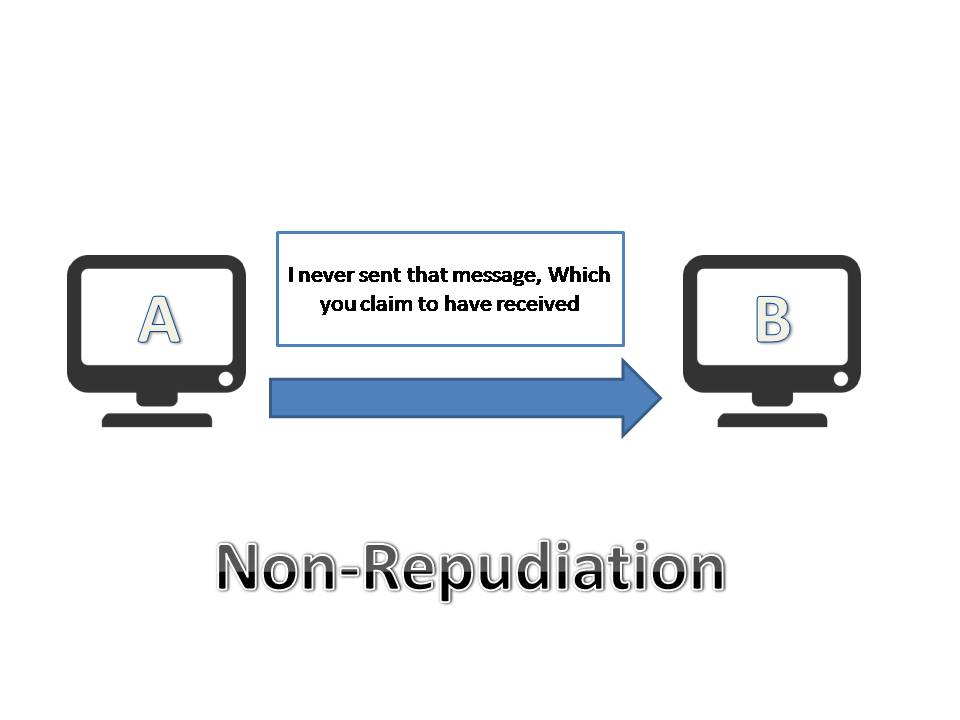 A
I never sent that message, Which
you claim to have received
B
Non-Repudiation